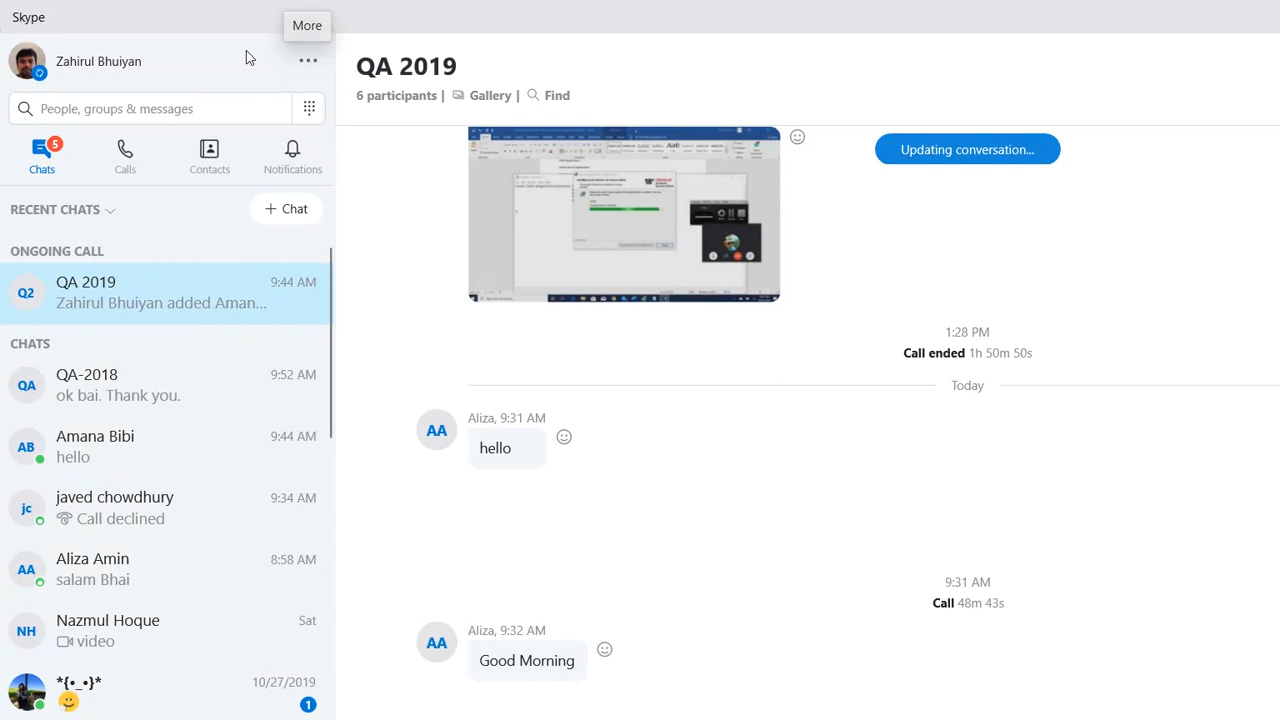 Skype
More
Zahirul Bhuiyan
People, groups & messages
Chats
5
Calls
Contacts
Notifications
RECENT CHATS
+ Chat
ONGOING CALL
Q2
QA 2019
9:44 AM
Zahirul Bhuiyan added Aman...
CHATS
QA
QA-2018
9:52 AM
ok bai. Thank you.
AB
Amana Bibi
9:44 AM
hello
jc
javed chowdhury
9:34 AM
Call declined
AA
Aliza Amin
8:58 AM
salam Bhai
NH
Nazmul Hoque
Sat
video
*{•_•}*
10/27/2019
1
QA 2019
6 participants | Gallery | Find
Updating conversation...
1:28 PM
Call ended 1h 50m 50s
Today
AA
Aliza, 9:31 AM
hello
9:31 AM
Call 48m 43s
AA
Aliza, 9:32 AM
Good Morning